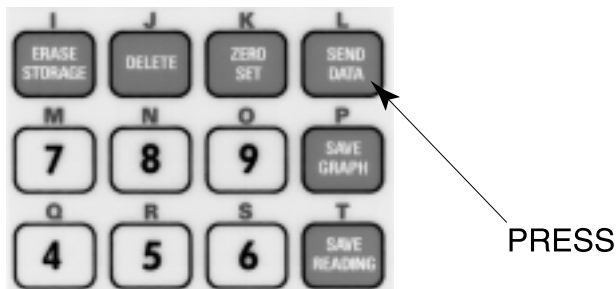 I J K L
ERASE STORAGE DELETE ZERO SET SEND DATA
M N O P
7 8 9 SAVE GRAPH
Q R S T
4 5 6 SAVE READING
PRESS